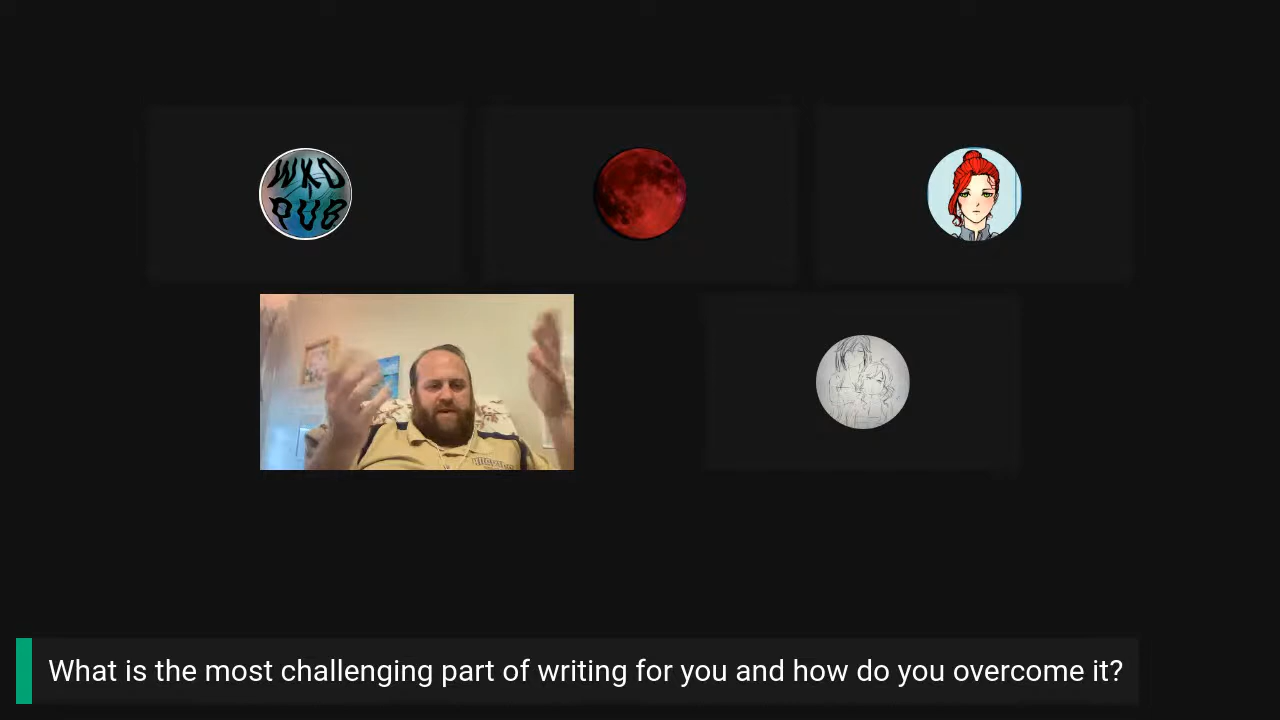 WKD
PUB
What is the most challenging part of writing for you and how do you overcome it?